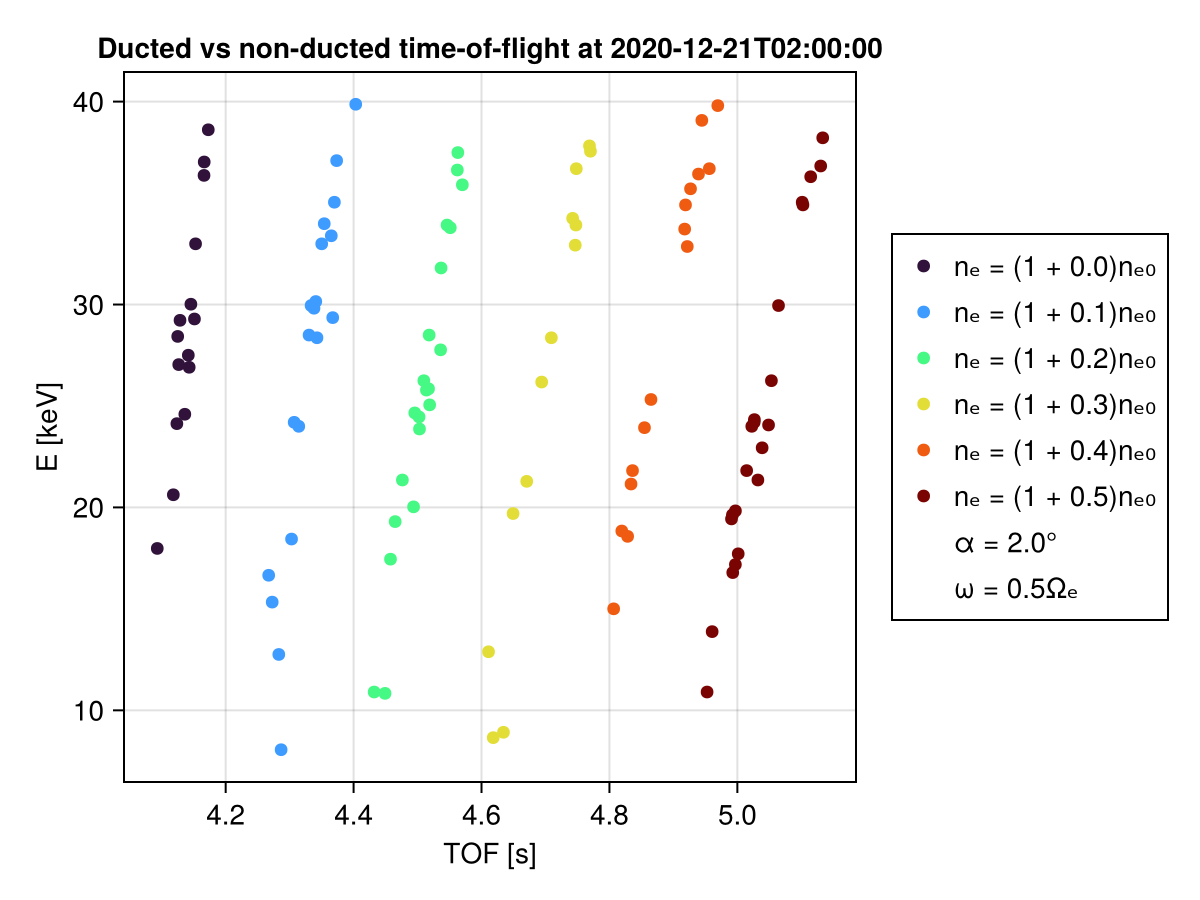 Ducted vs non-ducted time-of-flight at 2020-12-21T02:00:00
40
30
20
10
E [keV]
4.2 4.4 4.6 4.8 5.0
TOF [s]
nₑ = (1 + 0.0)nₑ₀
nₑ = (1 + 0.1)nₑ₀
nₑ = (1 + 0.2)nₑ₀
nₑ = (1 + 0.3)nₑ₀
nₑ = (1 + 0.4)nₑ₀
nₑ = (1 + 0.5)nₑ₀
α = 2.0°
ω = 0.5Ωₑ